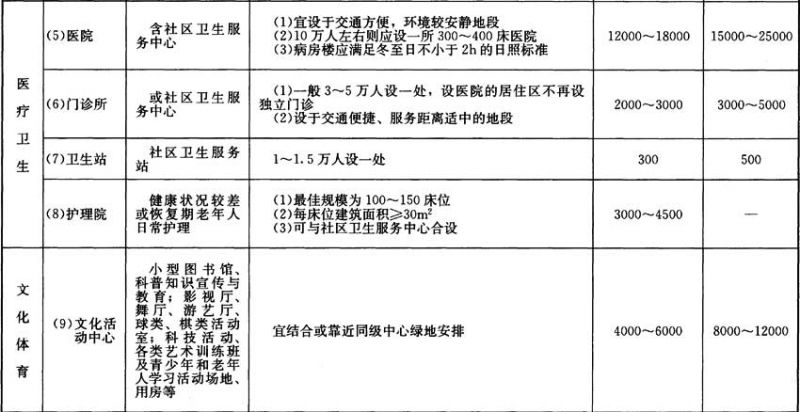 医疗卫生
(5)医院
含社区卫生服
务中心
(1)宜设于交通方便，环境较安静地段
(2)10万人左右则应设一所300～400床医院
(3)病房楼应满足冬至日不小于2h的日照标准
12000～18000
15000～25000
(6)门诊所
或社区卫生服
务中心
(1)一般3～5万人设一处，设医院的居住区不再设
独立门诊
(2)设于交通便捷、服务距离适中的地段
2000～3000
3000～5000
(7)卫生站
社区卫生服务
站
1～1.5万人设一处
300
500
(8)护理院
健康状况较差
或恢复期老年人
日常护理
(1)最佳规模为100～150床位
(2)每床位建筑面积≥30m²
(3)可与社区卫生服务中心合设
3000～4500
—
文化体育
(9)文化活
动中心
小型图书馆、
科普知识宣传与
教育；影视厅、
舞厅、游艺厅、
球类、棋类活动
室；科技活动、
各类艺术训练班
及青少年和老年
人学习活动场地、
用房等
宜结合或靠近同级中心绿地安排
4000～6000
8000～12000